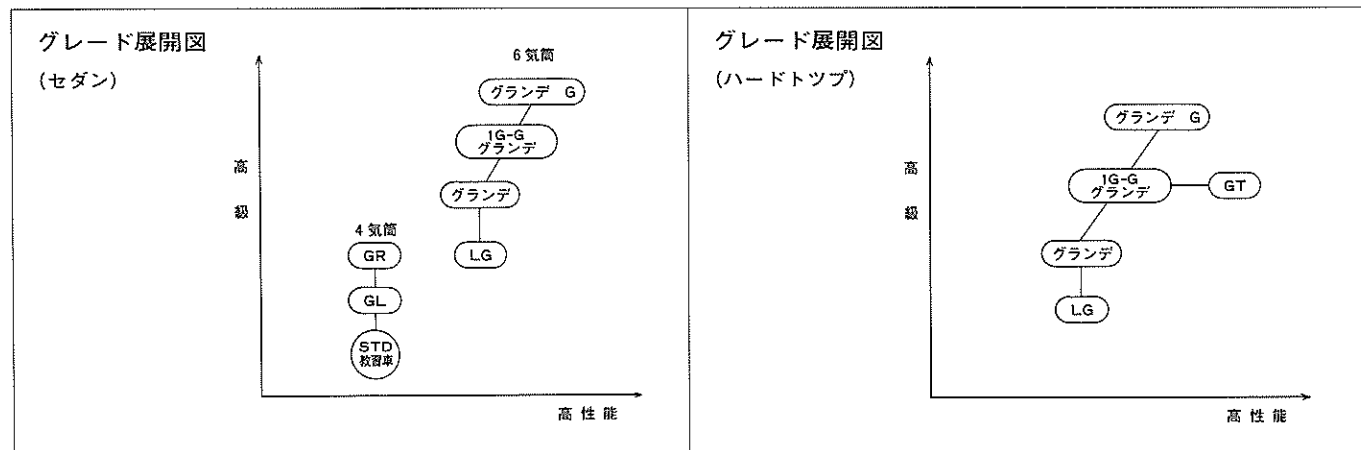 グレード展開図
(セダン)
6気筒
グランデ G
1G-G
グランデ
グランデ
LG
4気筒
GR
GL
STD
教習車
高級
高性能
グレード展開図
(ハードトツプ)
グランデ G
1G-G
グランデ
GT
グランデ
LG
高級
高性能